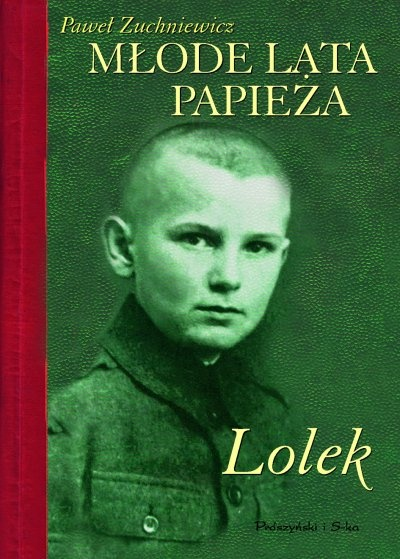 Paweł Zuchniewicz
MŁODE LATA
PAPIEŻA
Lolek
Prószyński i S-ka